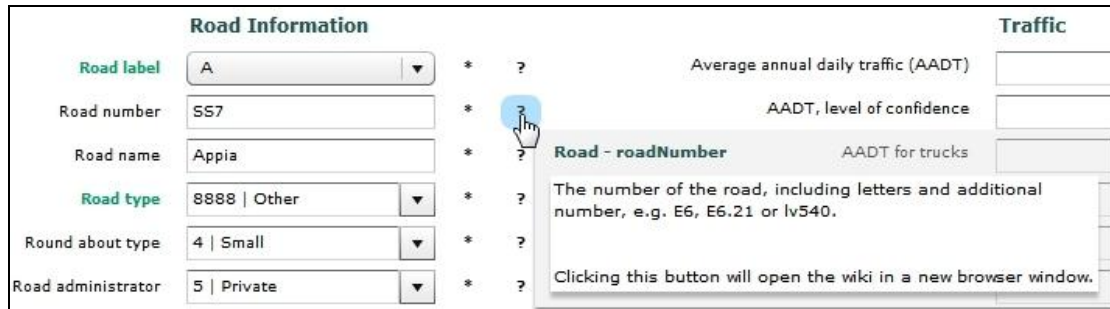 Road Information
Traffic
Road label A * ?
Average annual daily traffic (AADT)
Road number SS7 * ?
AADT, level of confidence
Road name Appia * ?
Road - roadNumber AADT for trucks
Road type 8888 | Other * ?
The number of the road, including letters and additional
number, e.g. E6, E6.21 or lv540.
Round about type 4 | Small * ?
Road administrator 5 | Private * ?
Clicking this button will open the wiki in a new browser window.